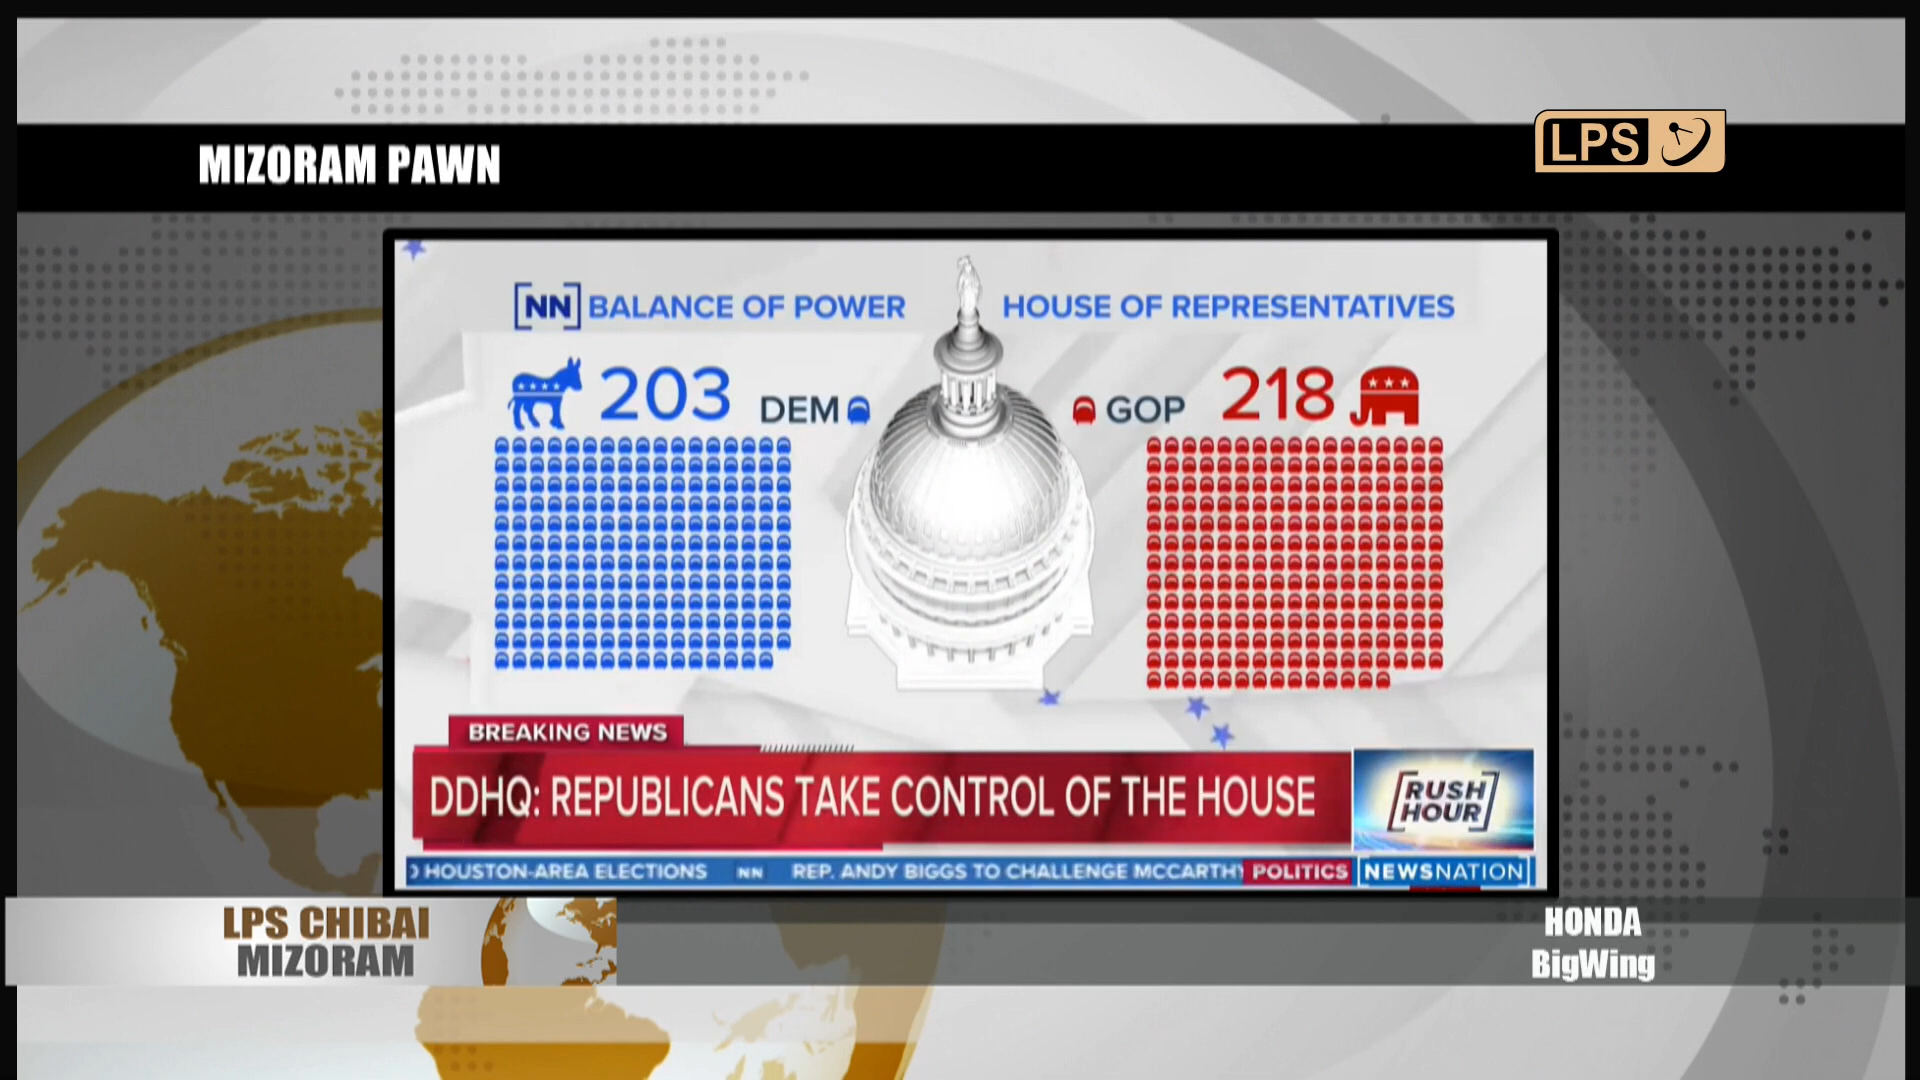 MIZORAM PAWN
LPS
[NN] BALANCE OF POWER
HOUSE OF REPRESENTATIVES
203 DEM
GOP 218
BREAKING NEWS
DDHQ: REPUBLICANS TAKE CONTROL OF THE HOUSE
RUSH
HOUR
HOUSTON-AREA ELECTIONS NN REP. ANDY BIGGS TO CHALLENGE MCCARTHY
POLITICS
NEWSNATION
LPS CHIBAI
MIZORAM
HONDA
BigWing